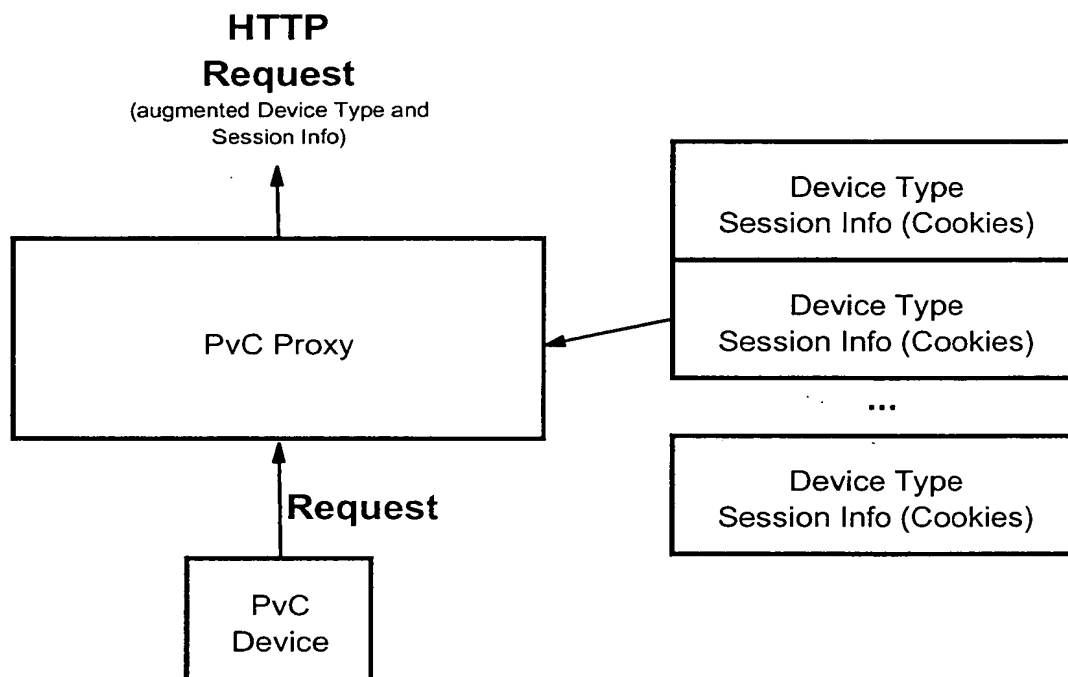 HTTP
Request
(augmented Device Type and
Session Info)
Device Type
Session Info (Cookies)
PvC Proxy
Device Type
Session Info (Cookies)
...
Device Type
Session Info (Cookies)
Request
PvC
Device